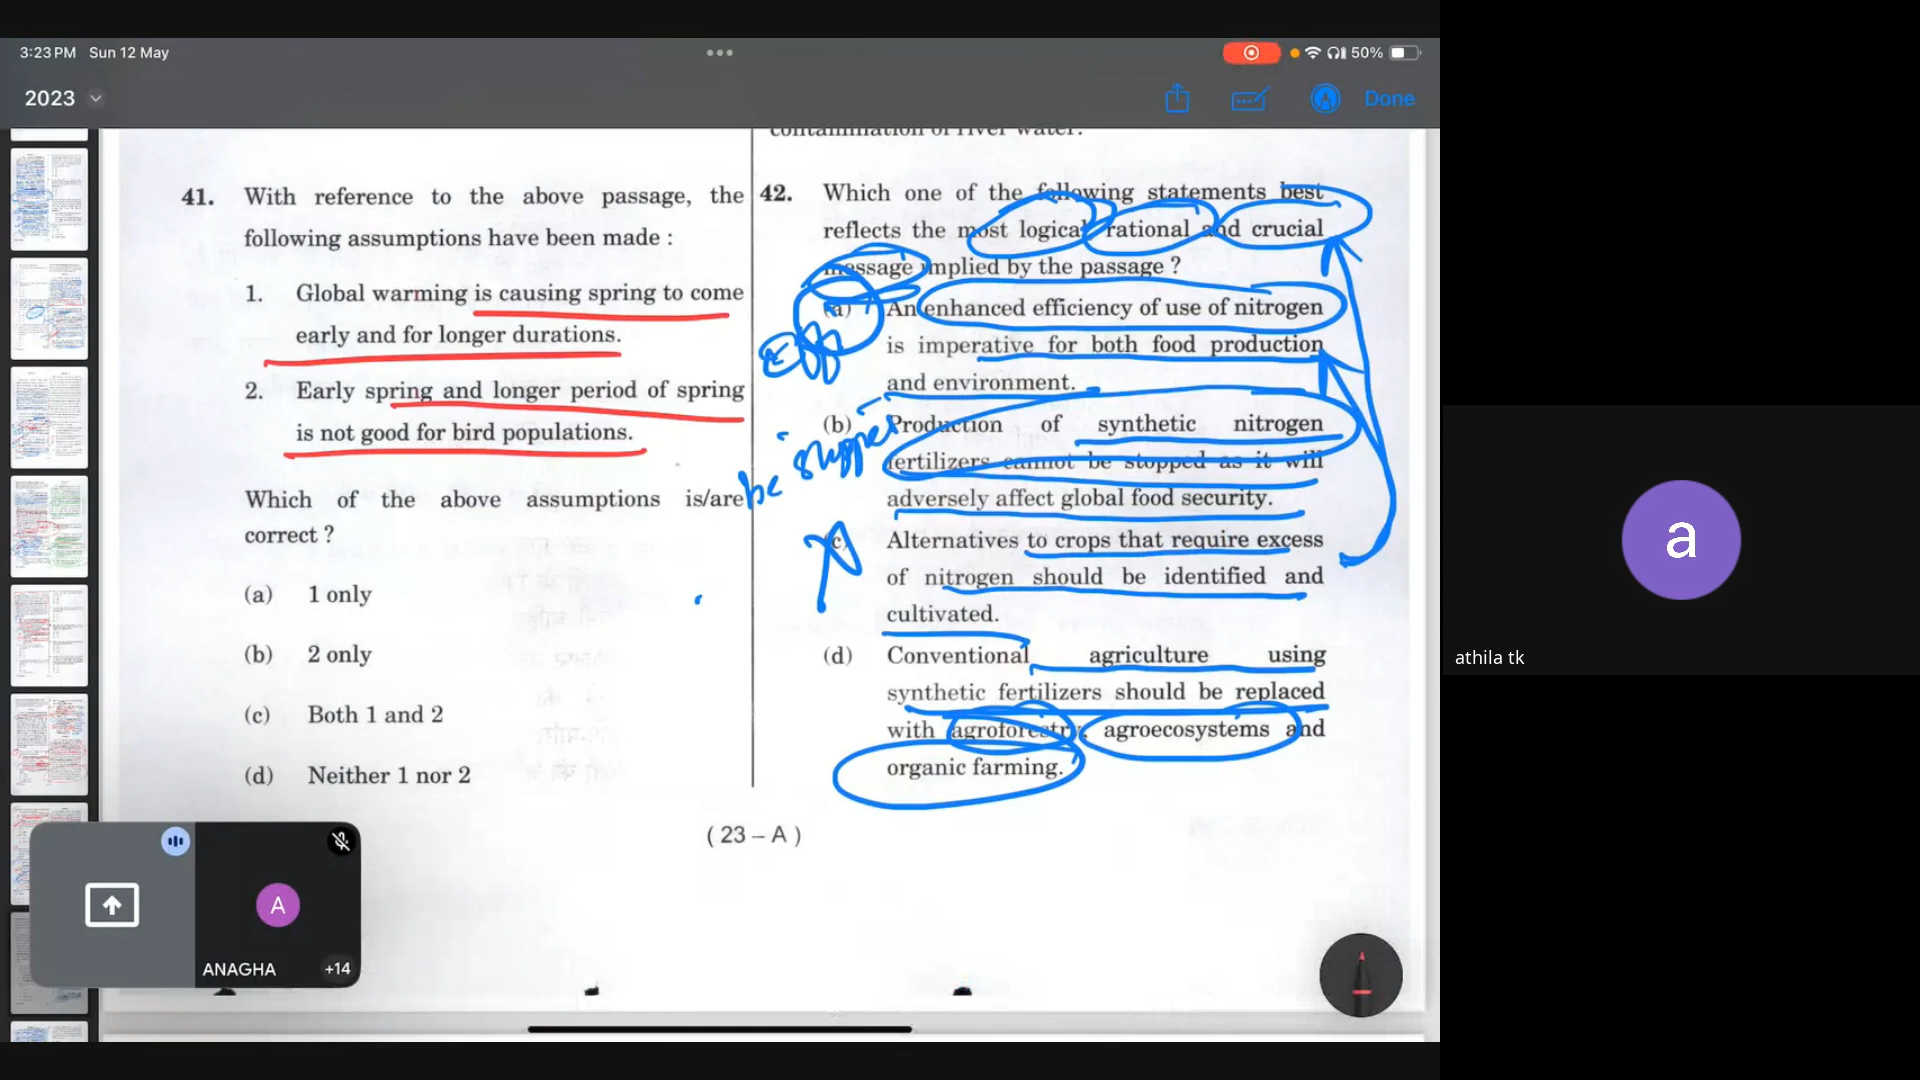 3:23 PM Sun 12 May
50%
2023
Done
contamination of river water.
41. With reference to the above passage, the
following assumptions have been made :
1. Global warming is causing spring to come
early and for longer durations.
2. Early spring and longer period of spring
is not good for bird populations.
Which of the above assumptions is/are
correct ?
(a) 1 only
(b) 2 only
(c) Both 1 and 2
(d) Neither 1 nor 2
42. Which one of the following statements best
reflects the most logical, rational and crucial
message implied by the passage ?
(a) An enhanced efficiency of use of nitrogen
is imperative for both food production
and environment.
(b) Production of synthetic nitrogen
fertilizers cannot be stopped as it will
adversely affect global food security.
(c) Alternatives to crops that require excess
of nitrogen should be identified and
cultivated.
(d) Conventional agriculture using
synthetic fertilizers should be replaced
with agroforestry, agroecosystems and
organic farming.
Eff
be stopped
( 23 – A )
A
ANAGHA +14
a
athila tk